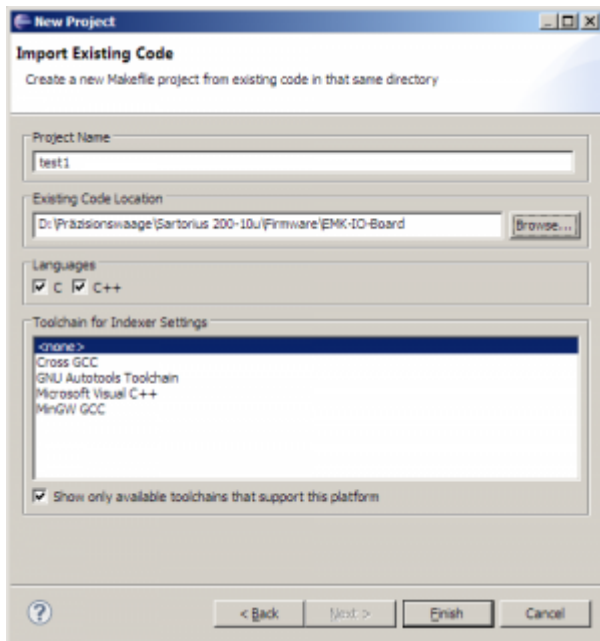 New Project
Import Existing Code
Create a new Makefile project from existing code in that same directory
Project Name
test1
Existing Code Location
D:\Präzisionswaage\Sartorius 200-10u\Firmware\EMK-IO-Board
Browse...
Languages
C C++
Toolchain for Indexer Settings
<none>
Cross GCC
GNU Autotools Toolchain
Microsoft Visual C++
MinGW GCC
Show only available toolchains that support this platform
? < Back Next > Finish Cancel